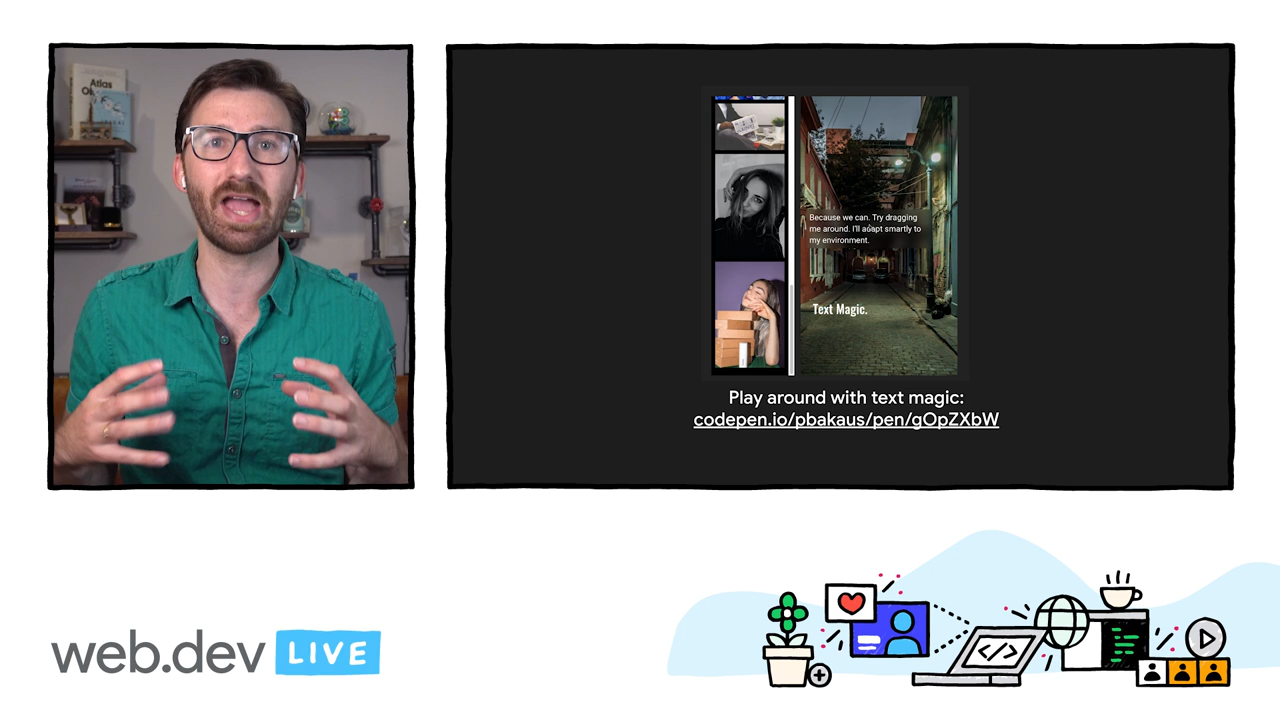 Atlas
Because we can. Try dragging
me around. I'll adapt smartly to
my environment.
Text Magic.
Play around with text magic:
codepen.io/pbakaus/pen/gOpZXbW
web.dev LIVE
</>